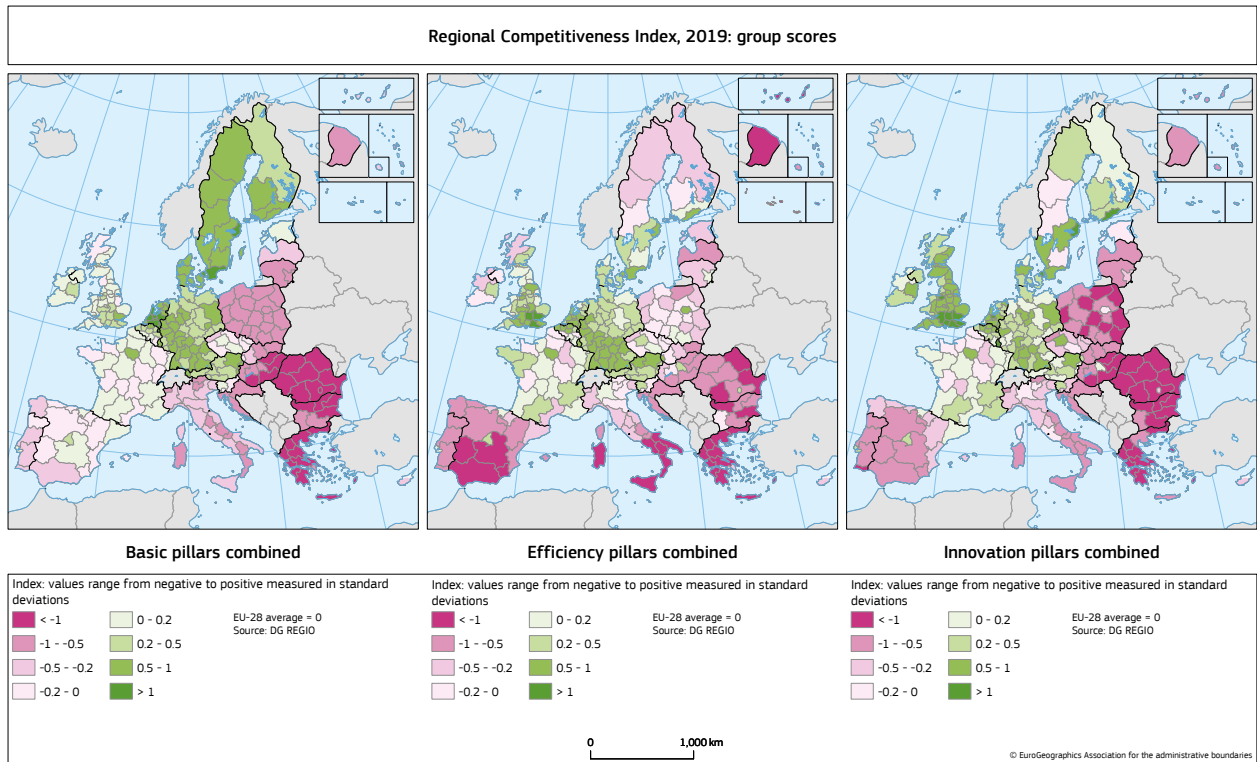 Regional Competitiveness Index, 2019: group scores
Basic pillars combined
Efficiency pillars combined
Innovation pillars combined
Index: values range from negative to positive measured in standard
deviations
< -1
-1 - -0.5
-0.5 - -0.2
-0.2 - 0
0 - 0.2
0.2 - 0.5
0.5 - 1
> 1
EU-28 average = 0
Source: DG REGIO
Index: values range from negative to positive measured in standard
deviations
< -1
-1 - -0.5
-0.5 - -0.2
-0.2 - 0
0 - 0.2
0.2 - 0.5
0.5 - 1
> 1
EU-28 average = 0
Source: DG REGIO
Index: values range from negative to positive measured in standard
deviations
< -1
-1 - -0.5
-0.5 - -0.2
-0.2 - 0
0 - 0.2
0.2 - 0.5
0.5 - 1
> 1
EU-28 average = 0
Source: DG REGIO
0 1,000 km
© EuroGeographics Association for the administrative boundaries